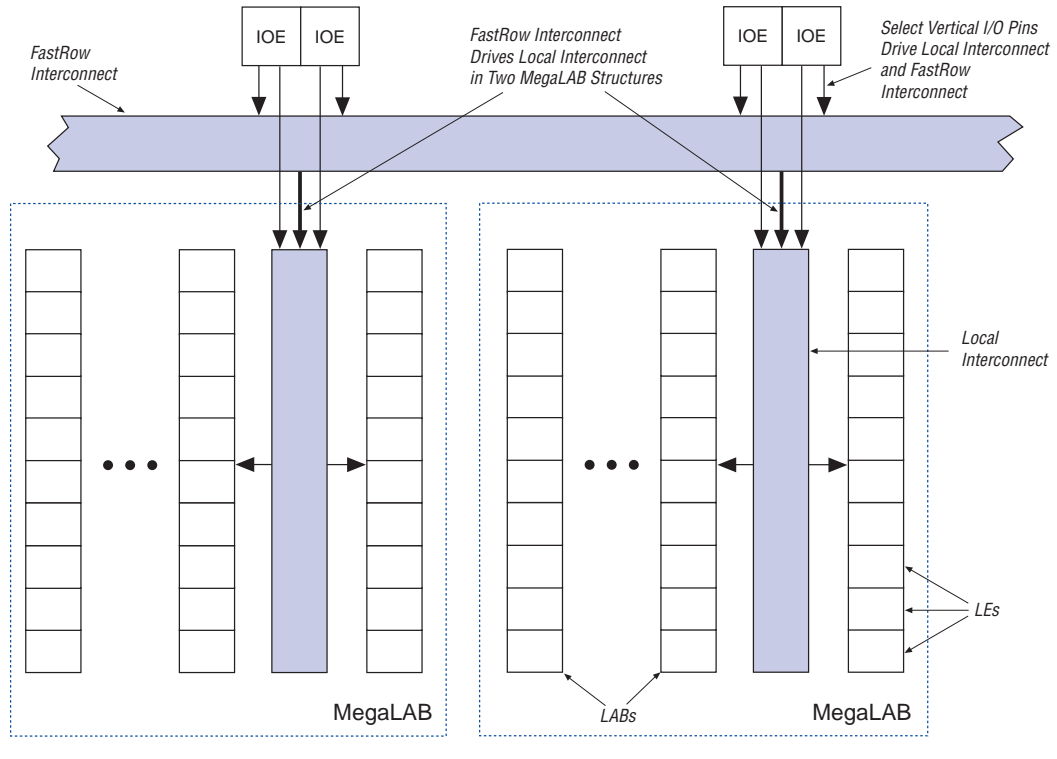 IOE IOE
FastRow
Interconnect
FastRow Interconnect
Drives Local Interconnect
in Two MegaLAB Structures
IOE IOE
Select Vertical I/O Pins
Drive Local Interconnect
and FastRow
Interconnect
Local
Interconnect
LEs
LABs
MegaLAB
MegaLAB